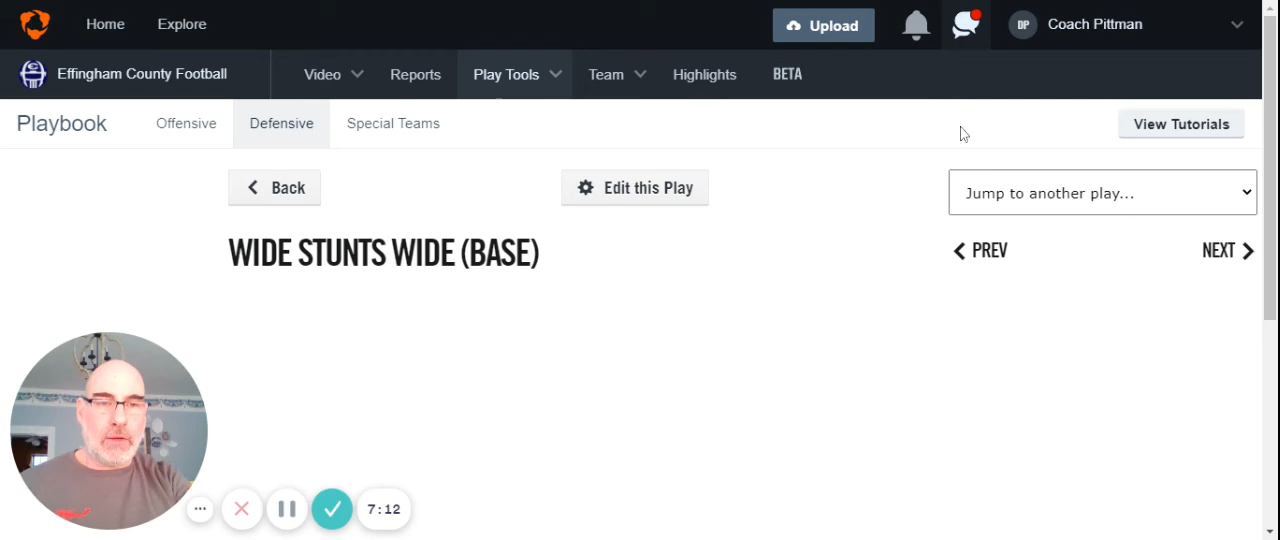 Home Explore Upload DP Coach Pittman
Effingham County Football Video Reports Play Tools Team Highlights BETA
Playbook Offensive Defensive Special Teams View Tutorials
Back Edit this Play Jump to another play...
WIDE STUNTS WIDE (BASE) PREV NEXT
7:12